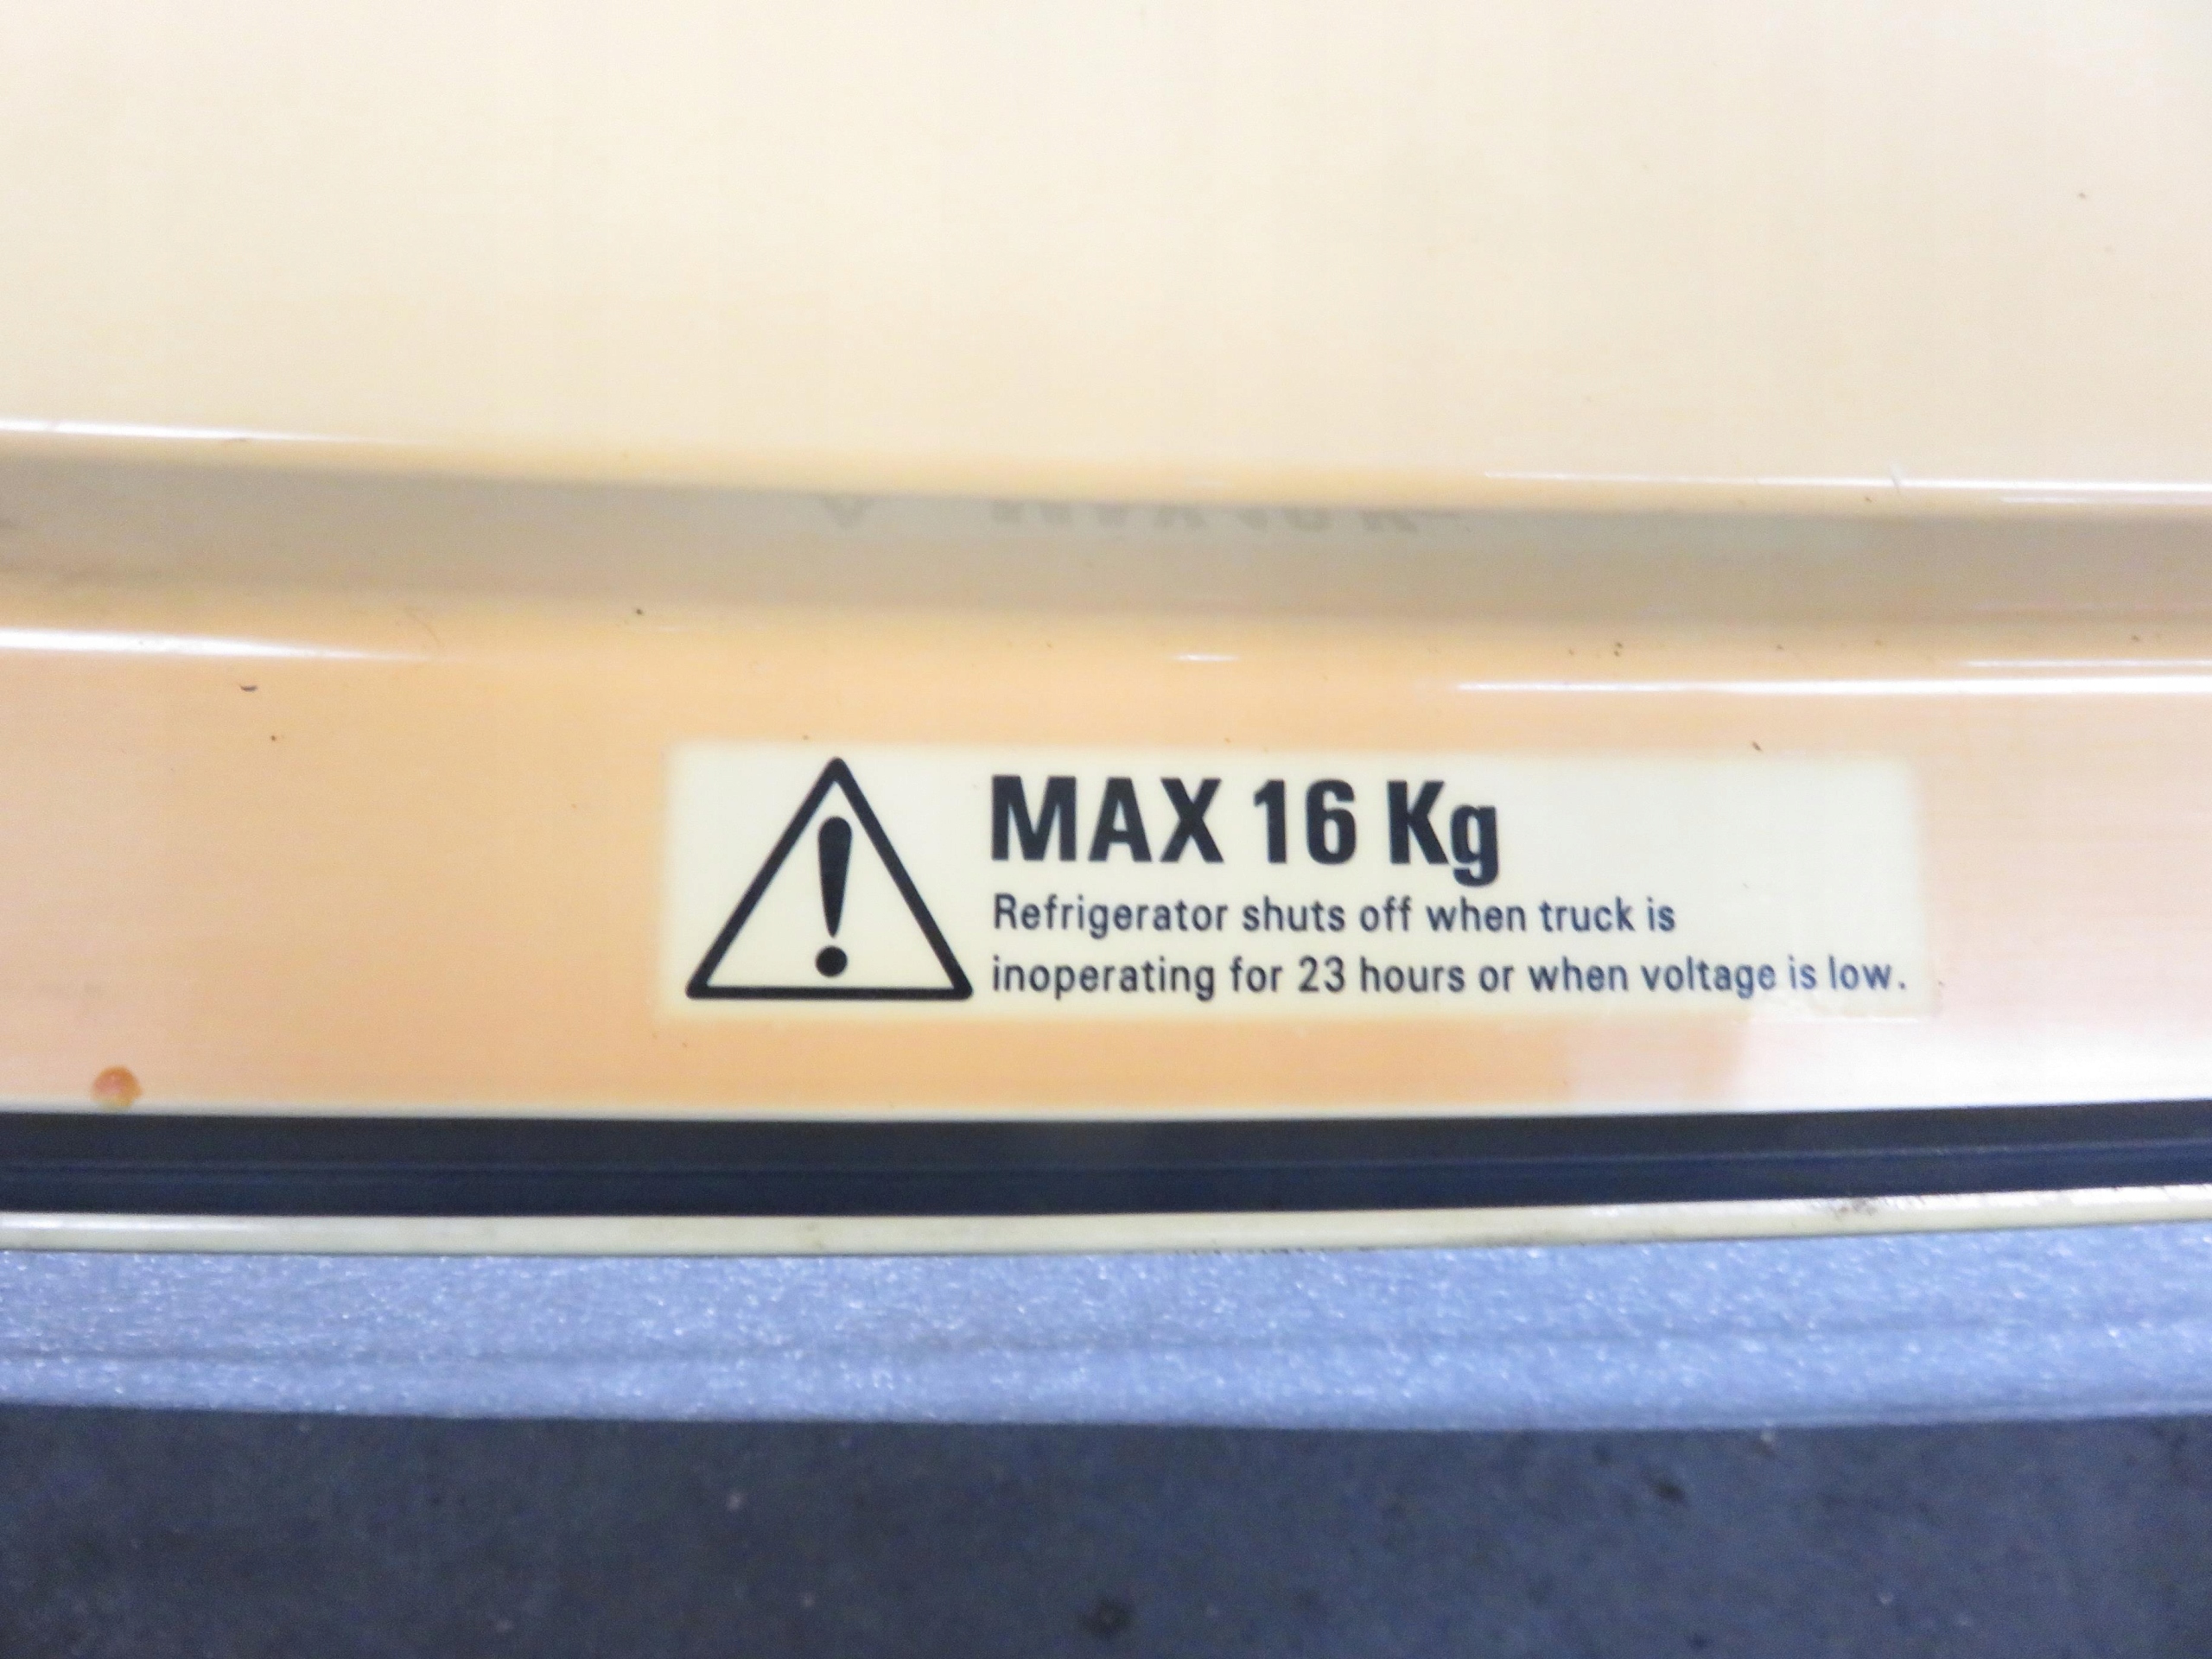 MAX 16 Kg
Refrigerator shuts off when truck is
inoperating for 23 hours or when voltage is low.